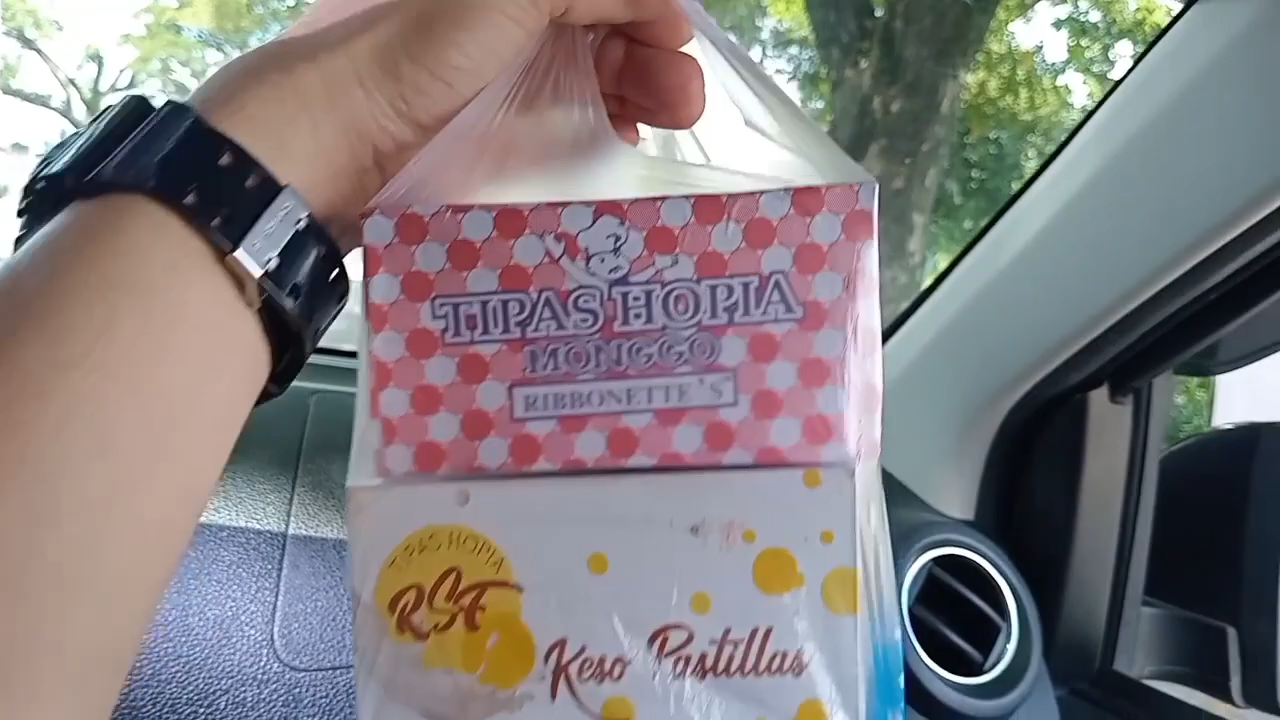 TIPAS HOPIA
MONGGO
RIBBONETTE'S
TIPAS HOPIA
RSF
Keso Pastillas